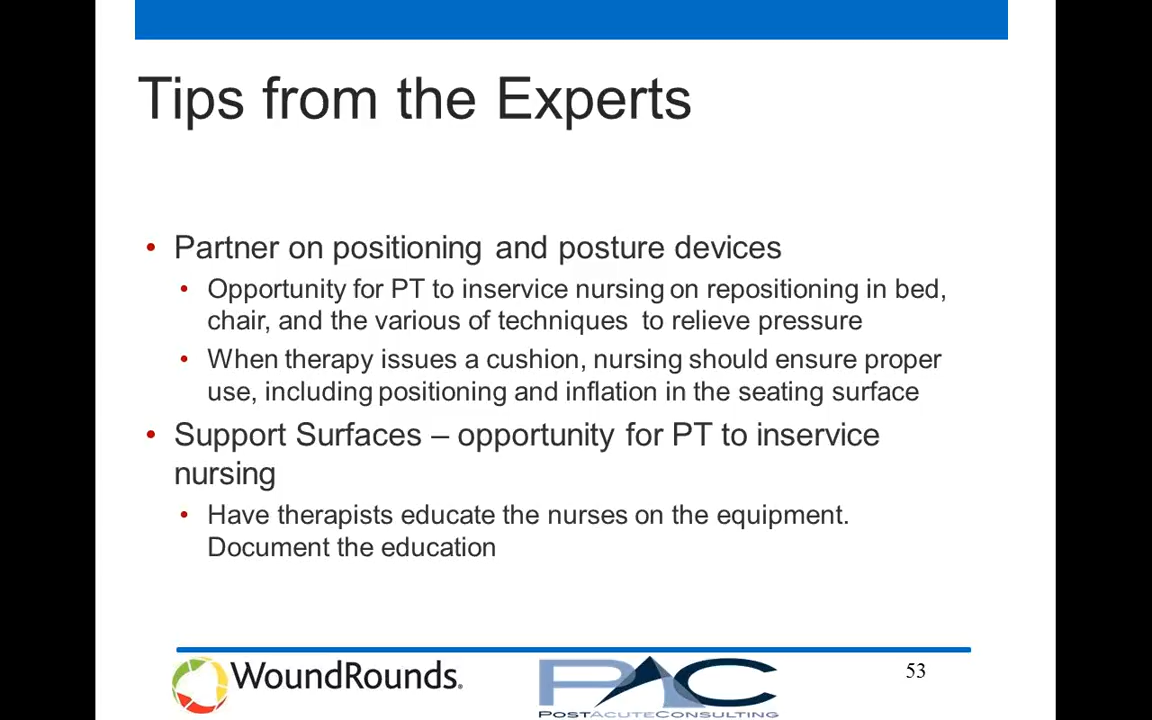 Tips from the Experts
• Partner on positioning and posture devices
• Opportunity for PT to inservice nursing on repositioning in bed,
chair, and the various of techniques to relieve pressure
• When therapy issues a cushion, nursing should ensure proper
use, including positioning and inflation in the seating surface
• Support Surfaces – opportunity for PT to inservice
nursing
• Have therapists educate the nurses on the equipment.
Document the education
WoundRounds.
PAC
POSTACUTECONSULTING
53